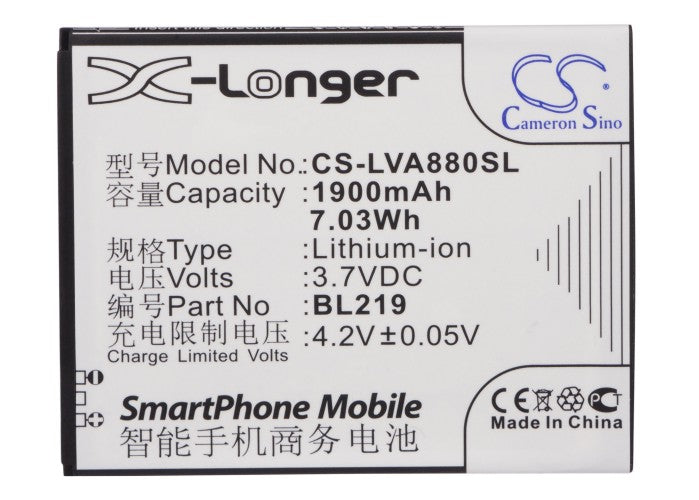 X-Longer
CS
Cameron Sino
型号Model No.: CS-LVA880SL
容量Capacity :1900mAh
7.03Wh
规格Type :Lithium-ion
电压Volts :3.7VDC
编号Part No :BL219
充电限制电压 :4.2V±0.05V
Charge Limited Volts
SmartPhone Mobile
智能手机商务电池
CE
Made In China